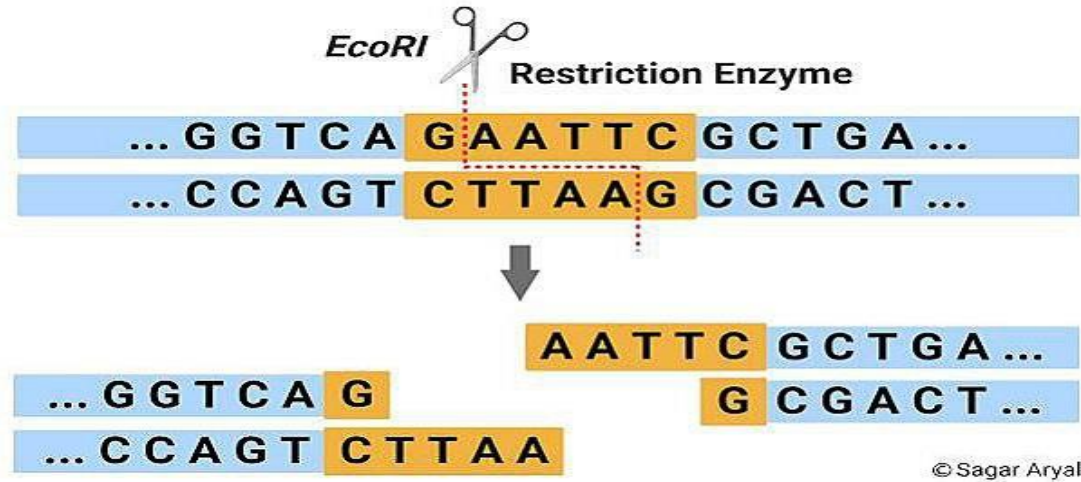 EcoRI
Restriction Enzyme
... G G T C A G A A T T C G C T G A ...
... C C A G T C T T A A G C G A C T ...
A A T T C G C T G A ...
... G G T C A G
G C G A C T ...
... C C A G T C T T A A
©Sagar Aryal